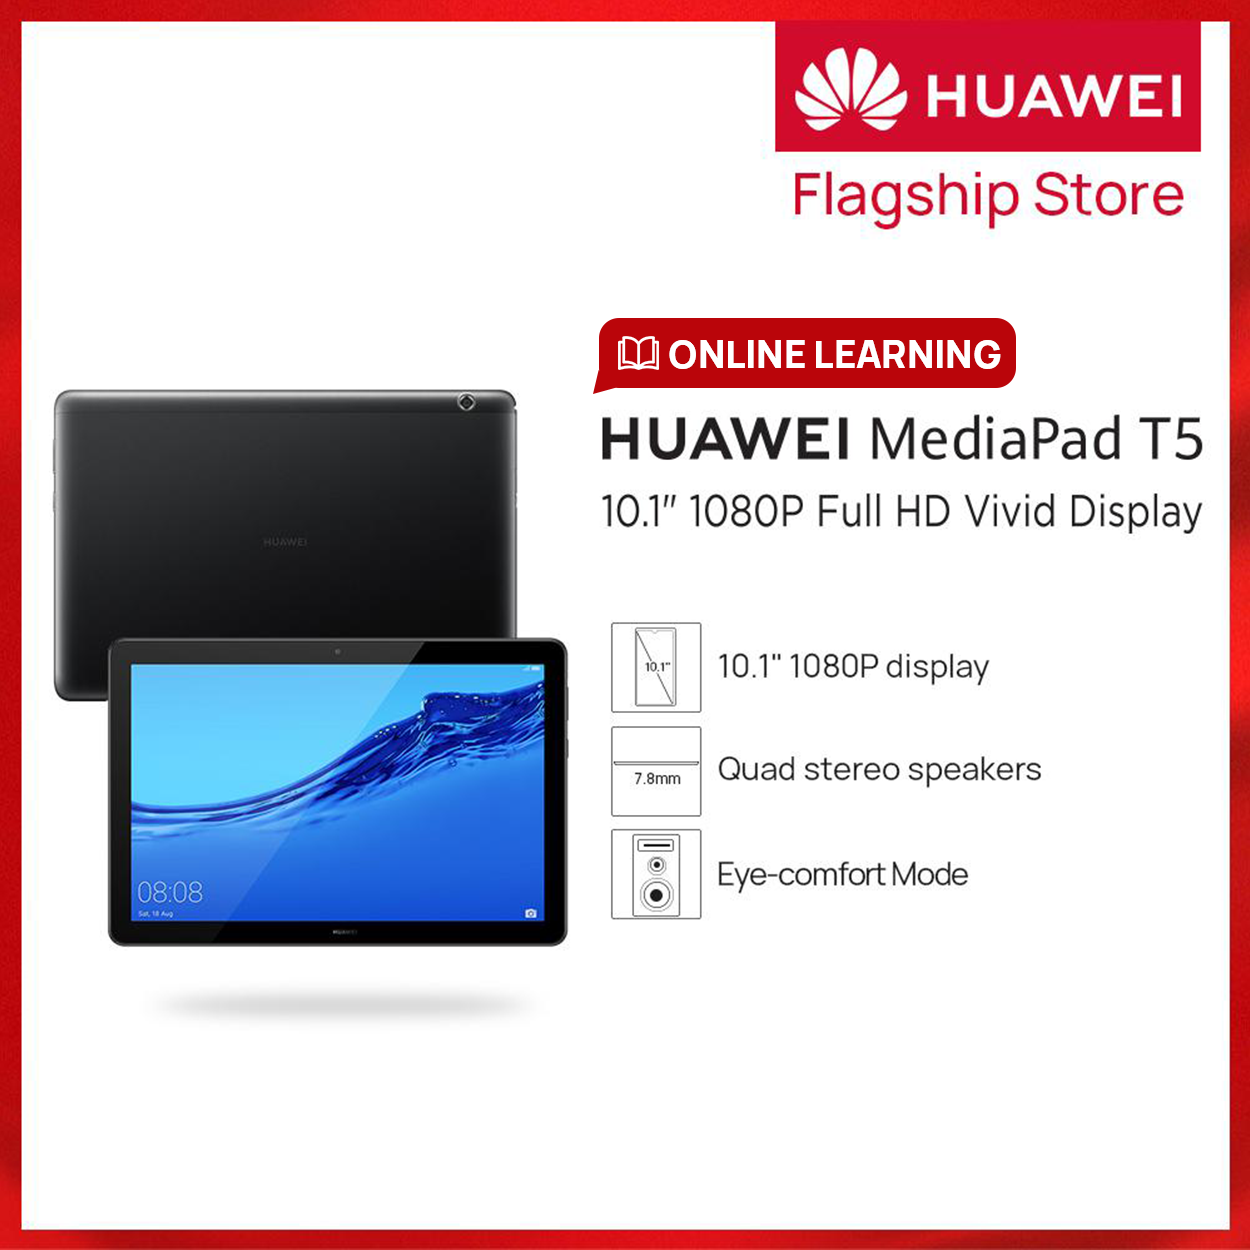 HUAWEI
Flagship Store
ONLINE LEARNING
HUAWEI MediaPad T5
10.1" 1080P Full HD Vivid Display
HUAWEI
10.1"
10.1" 1080P display
7.8mm
Quad stereo speakers
Eye-comfort Mode
08:08
Sat, 18 Aug
HUAWEI